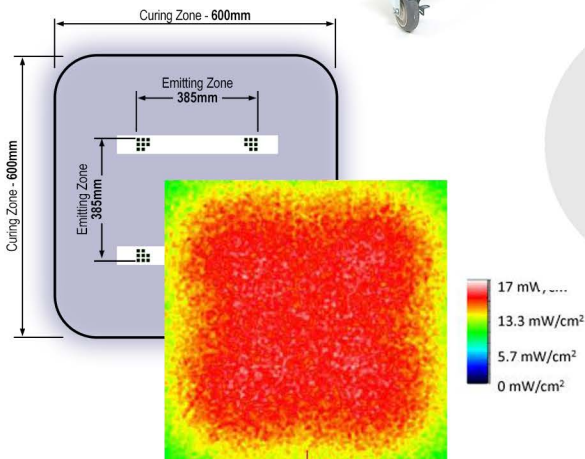 Curing Zone - 600mm
Emitting Zone
385mm
Curing Zone - 600mm
Emitting Zone
385mm
17
13.3 mW/cm²
5.7 mW/cm²
0 mW/cm²